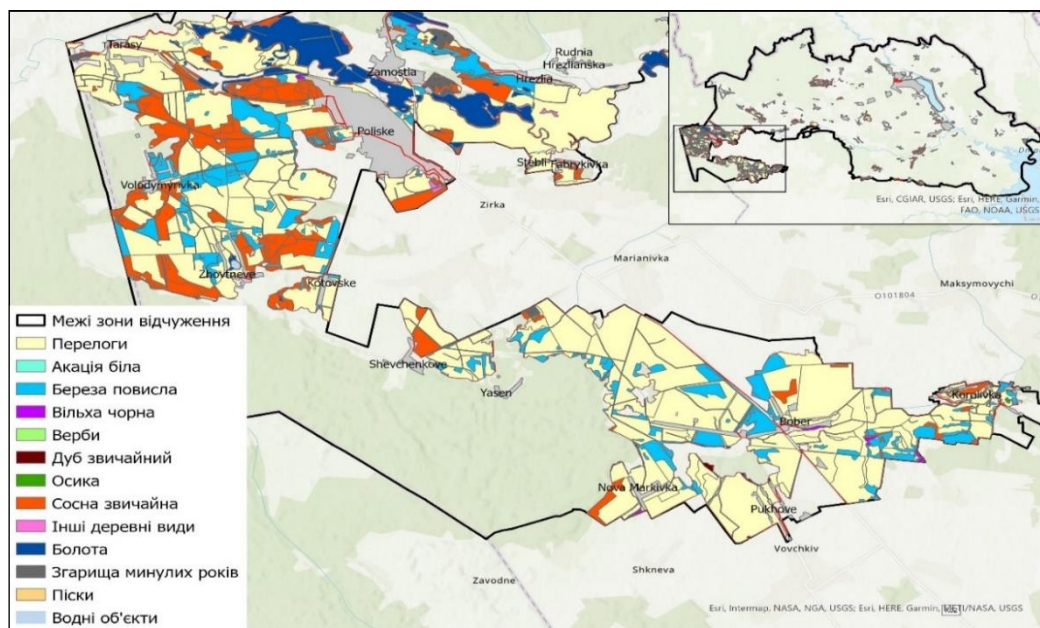 Tarasy
Zamostia
Rudnia
Hrezlianska
Hrezlia
Poliske
Stebli
Fabrykivka
Volodymyrivka
Zirka
Zhovtneve
Kotovske
Marianivka
Maksymovychi
O101804
Shevchenkove
Yasen
Bober
Korolivka
Nova Markivka
Pukhove
Vovchkiv
Shkneva
Zavodne
Esri, CGIAR, USGS; Esri, HERE, Garmin,
FAO, NOAA, USGS
Межі зони відчуження
Перелоги
Акація біла
Береза повисла
Вільха чорна
Верби
Дуб звичайний
Осика
Сосна звичайна
Інші деревні види
Болота
Згарища минулих років
Піски
Водні об'єкти
Esri, Intermap, NASA, NGA, USGS; Esri, HERE, Garmin, METI/NASA, USGS